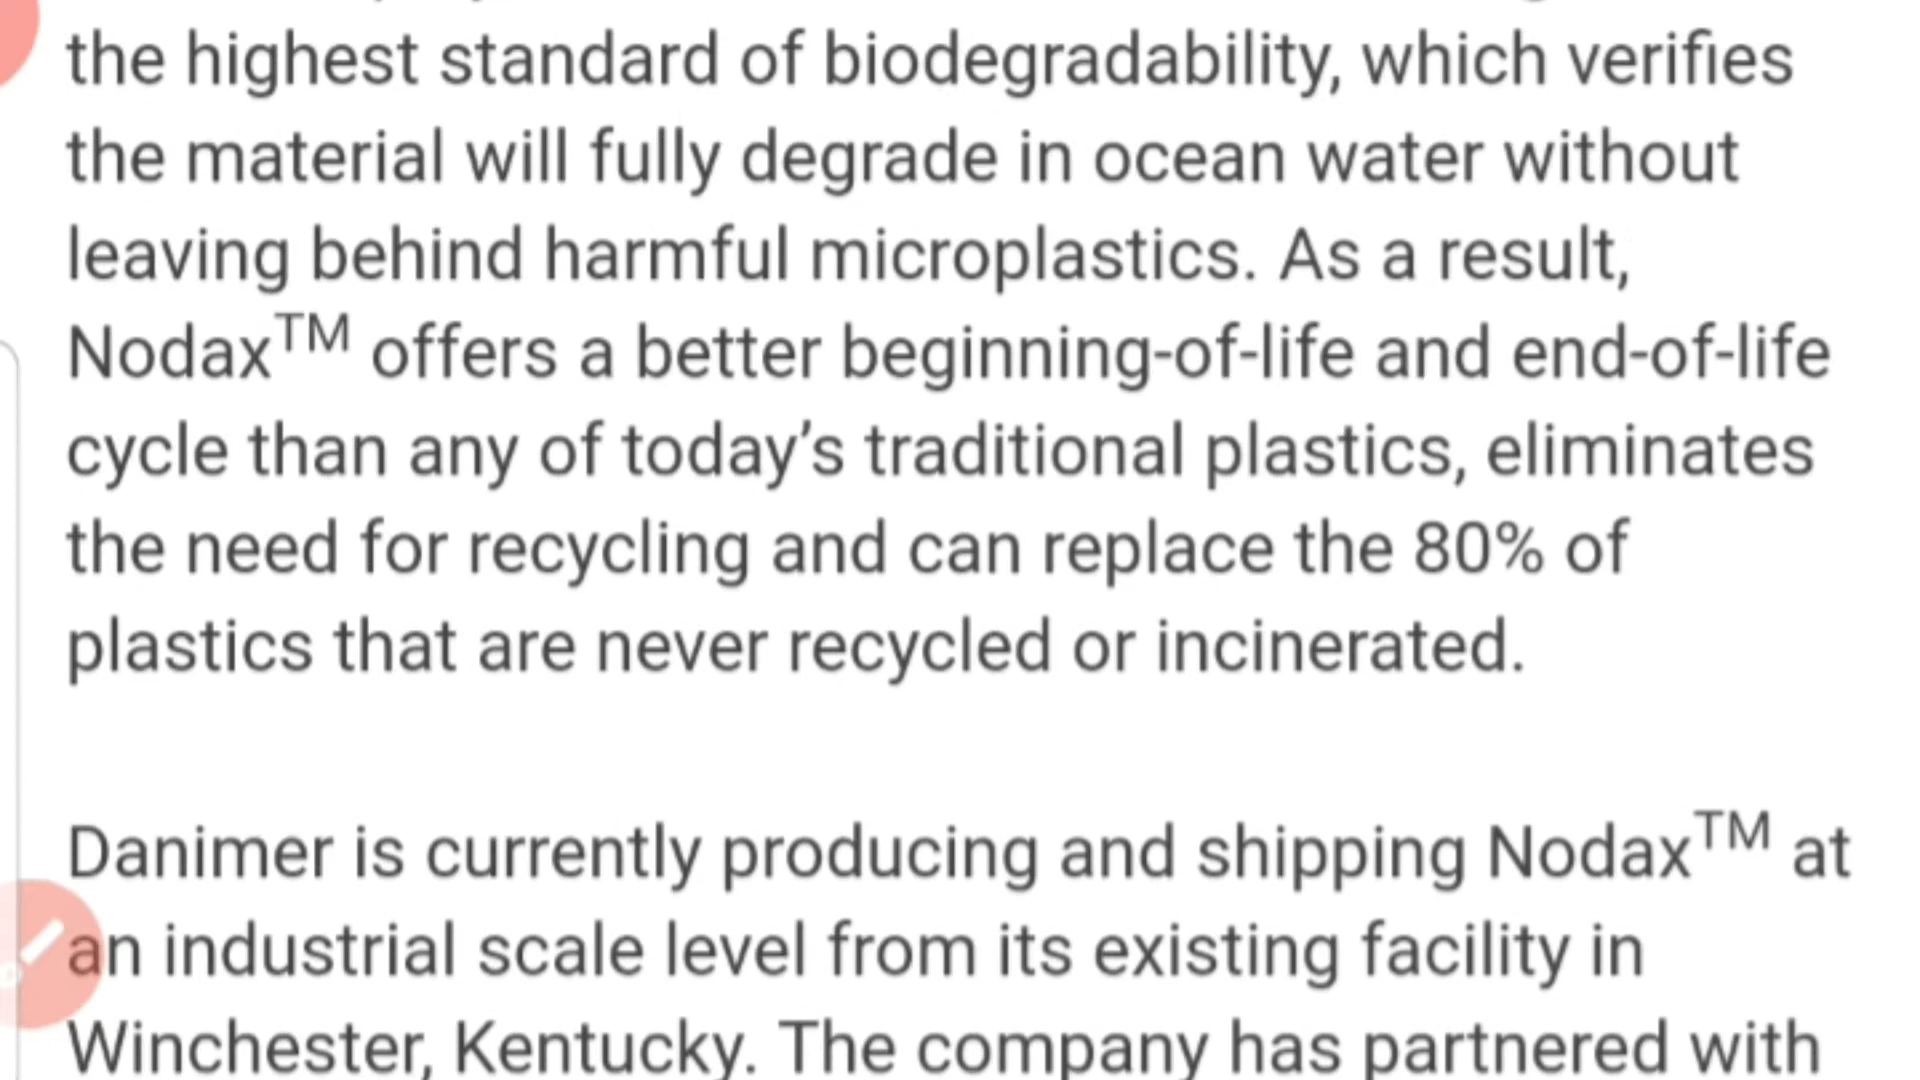 the highest standard of biodegradability, which verifies
the material will fully degrade in ocean water without
leaving behind harmful microplastics. As a result,
Nodax™ offers a better beginning-of-life and end-of-life
cycle than any of today’s traditional plastics, eliminates
the need for recycling and can replace the 80% of
plastics that are never recycled or incinerated.
Danimer is currently producing and shipping Nodax™ at
an industrial scale level from its existing facility in
Winchester, Kentucky. The company has partnered with